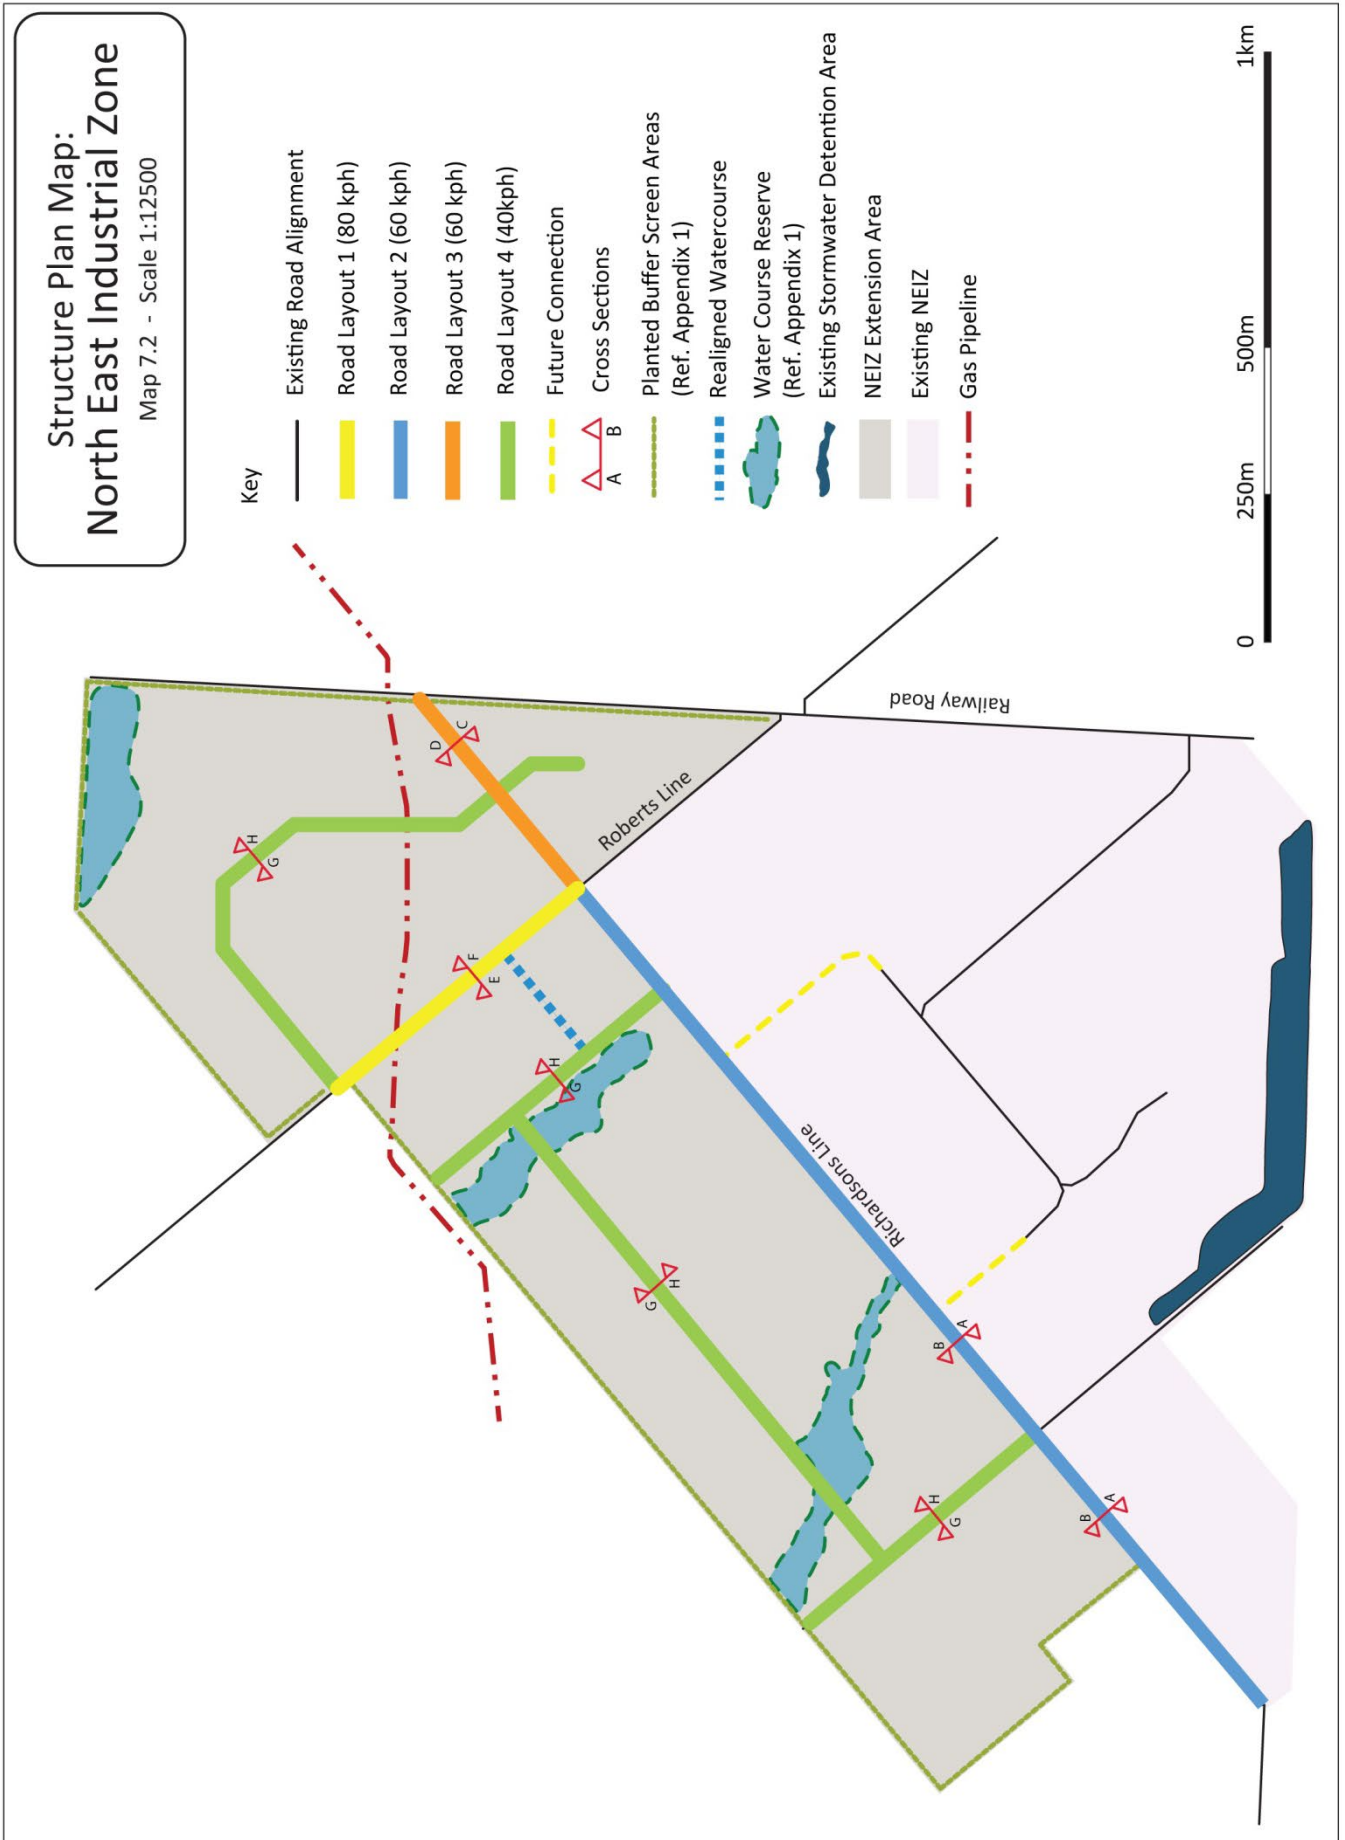 Structure Plan Map:
North East Industrial Zone
Map 7.2 - Scale 1:12500
Key
Existing Road Alignment
Road Layout 1 (80 kph)
Road Layout 2 (60 kph)
Road Layout 3 (60 kph)
Road Layout 4 (40kph)
Future Connection
Cross Sections
A B
Planted Buffer Screen Areas
(Ref. Appendix 1)
Realigned Watercourse
Water Course Reserve
(Ref. Appendix 1)
Existing Stormwater Detention Area
NEIZ Extension Area
Existing NEIZ
Gas Pipeline
0 250m 500m 1km
Railway Road
Roberts Line
Richardsons Line
D C
G H
E F
G H
G H
B A
G H
B A